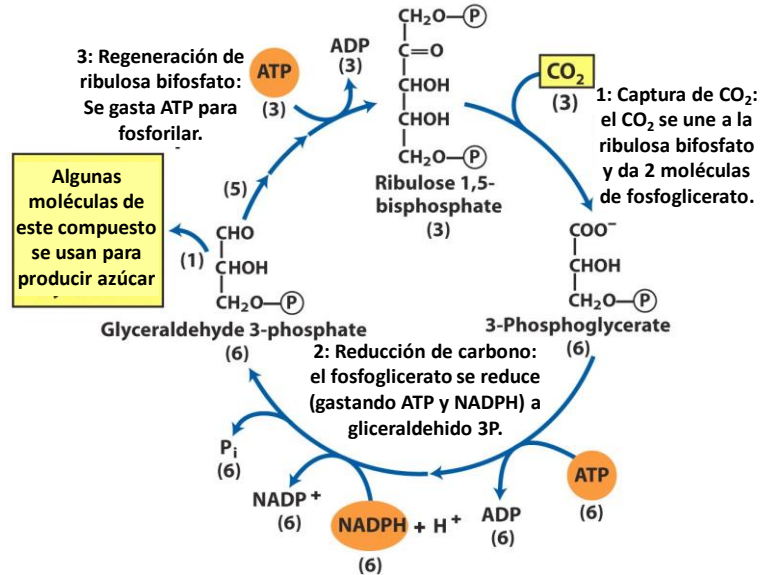 3: Regeneración de
ribulosa bifosfato:
Se gasta ATP para
fosforilar.
ATP
(3)
ADP
(3)
CH₂O—P
C=O
CHOH
CHOH
CH₂O—P
Ribulose 1,5-
bisphosphate
(3)
CO₂
(3)
1: Captura de CO₂:
el CO₂ se une a la
ribulosa bifosfato
y da 2 moléculas
de fosfoglicerato.
Algunas
moléculas de
este compuesto
se usan para
producir azúcar
(5)
(1)
CHO
CHOH
CH₂O—P
Glyceraldehyde 3-phosphate
(6)
COO⁻
CHOH
CH₂O—P
3-Phosphoglycerate
(6)
2: Reducción de carbono:
el fosfoglicerato se reduce
(gastando ATP y NADPH) a
gliceraldehido 3P.
Pᵢ
(6)
NADP⁺
(6)
NADPH + H⁺
(6)
ADP
(6)
ATP
(6)